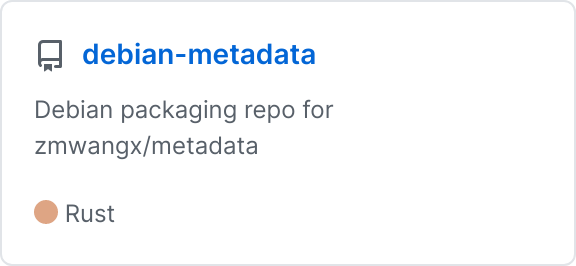 debian-metadata
Debian packaging repo for
zmwangx/metadata
Rust